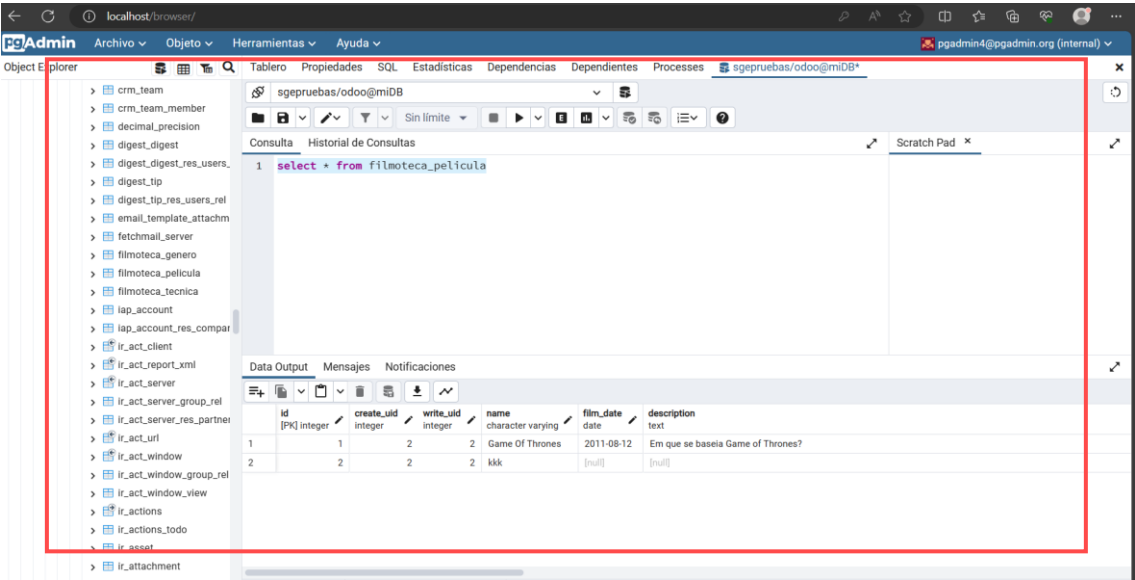 localhost/browser/
pgAdmin Archivo Objeto Herramientas Ayuda pgadmin4@pgadmin.org (internal)
Object Explorer
crm_team
crm_team_member
decimal_precision
digest_digest
digest_digest_res_users_
digest_tip
digest_tip_res_users_rel
email_template_attachm
fetchmail_server
filmoteca_genero
filmoteca_pelicula
filmoteca_tecnica
iap_account
iap_account_res_compar
ir_act_client
ir_act_report_xml
ir_act_server
ir_act_server_group_rel
ir_act_server_res_partner
ir_act_url
ir_act_window
ir_act_window_group_rel
ir_act_window_view
ir_actions
ir_actions_todo
ir_asset
ir_attachment
Tablero Propiedades SQL Estadísticas Dependencias Dependientes Processes sgepruebas/odoo@miDB*
sgepruebas/odoo@miDB
Sin límite
Consulta Historial de Consultas Scratch Pad
1 select * from filmoteca_pelicula
Data Output Mensajes Notificaciones
id create_uid write_uid name film_date description
[PK] integer integer integer character varying date text
1 1 2 2 Game Of Thrones 2011-08-12 Em que se baseia Game of Thrones?
2 2 2 2 kkk [null] [null]